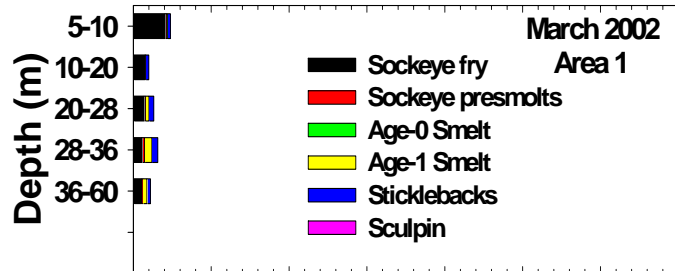 March 2002
Area 1
Depth (m)
5-10
10-20
20-28
28-36
36-60
Sockeye fry
Sockeye presmolts
Age-0 Smelt
Age-1 Smelt
Sticklebacks
Sculpin